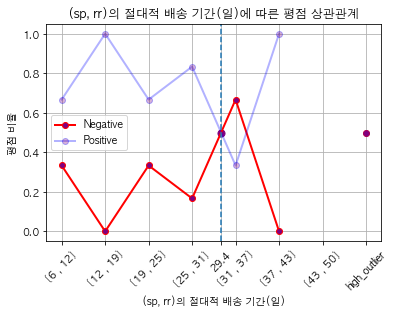 (sp, rr)의 절대적 배송 기간(일)에 따른 평점 상관관계
평점 비율
1.0
0.8
0.6
0.4
0.2
0.0
Negative
Positive
(6 , 12)
(12 , 19)
(19 , 25)
(25 , 31)
29.4
(31 , 37)
(37 , 43)
(43 , 50)
hgh_outlier
(sp, rr)의 절대적 배송 기간(일)